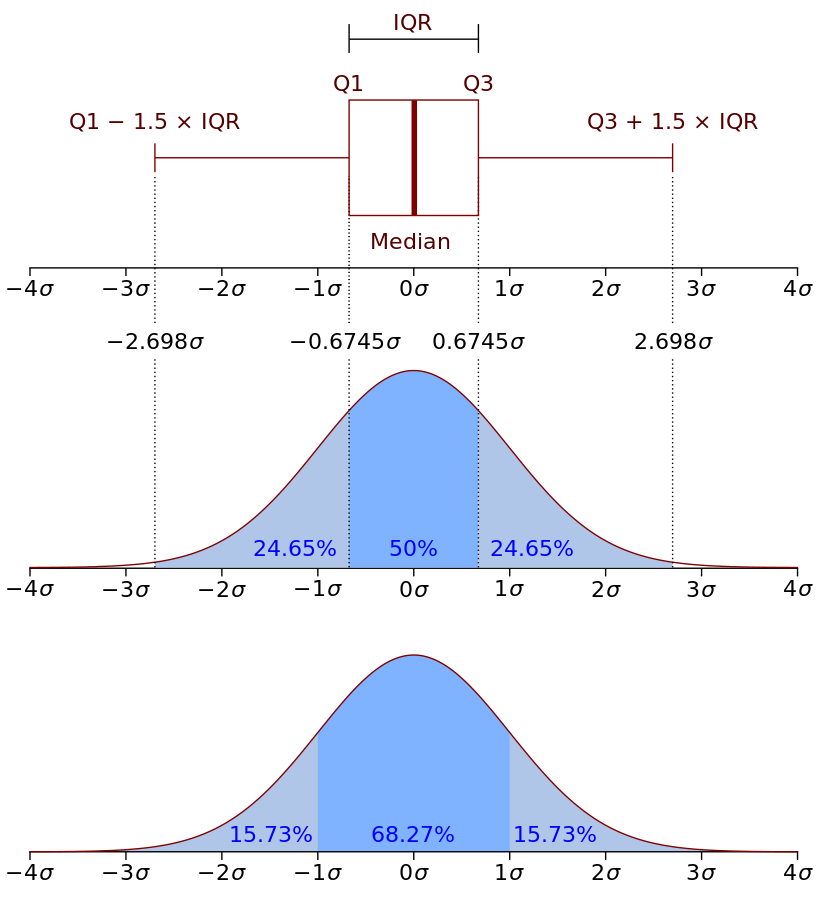 IQR
Q1 Q3
Q1 − 1.5 × IQR Q3 + 1.5 × IQR
Median
−4σ −3σ −2σ −1σ 0σ 1σ 2σ 3σ 4σ
−2.698σ −0.6745σ 0.6745σ 2.698σ
24.65% 50% 24.65%
−4σ −3σ −2σ −1σ 0σ 1σ 2σ 3σ 4σ
15.73% 68.27% 15.73%
−4σ −3σ −2σ −1σ 0σ 1σ 2σ 3σ 4σ